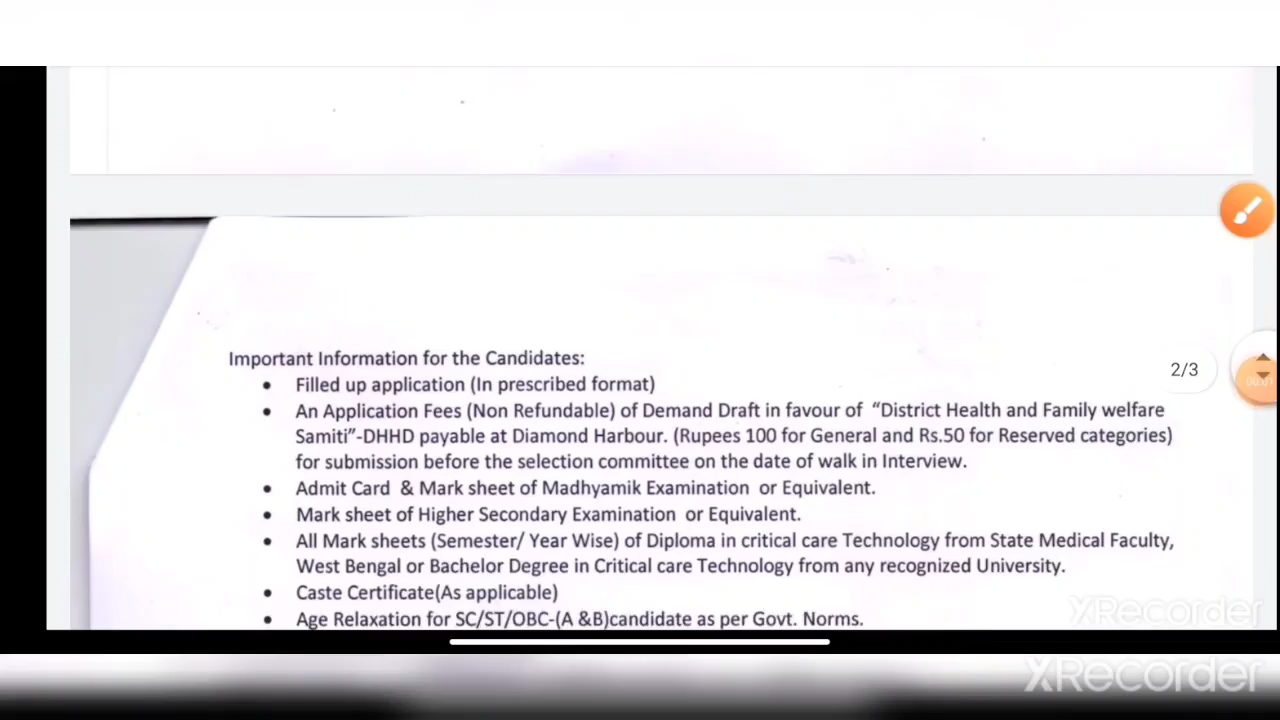 Important Information for the Candidates:
• Filled up application (In prescribed format)
• An Application Fees (Non Refundable) of Demand Draft in favour of “District Health and Family welfare
Samiti”-DHHD payable at Diamond Harbour. (Rupees 100 for General and Rs.50 for Reserved categories)
for submission before the selection committee on the date of walk in Interview.
• Admit Card & Mark sheet of Madhyamik Examination or Equivalent.
• Mark sheet of Higher Secondary Examination or Equivalent.
• All Mark sheets (Semester/ Year Wise) of Diploma in critical care Technology from State Medical Faculty,
West Bengal or Bachelor Degree in Critical care Technology from any recognized University.
• Caste Certificate(As applicable)
• Age Relaxation for SC/ST/OBC-(A &B)candidate as per Govt. Norms.
2/3
XRecorder
XRecorder